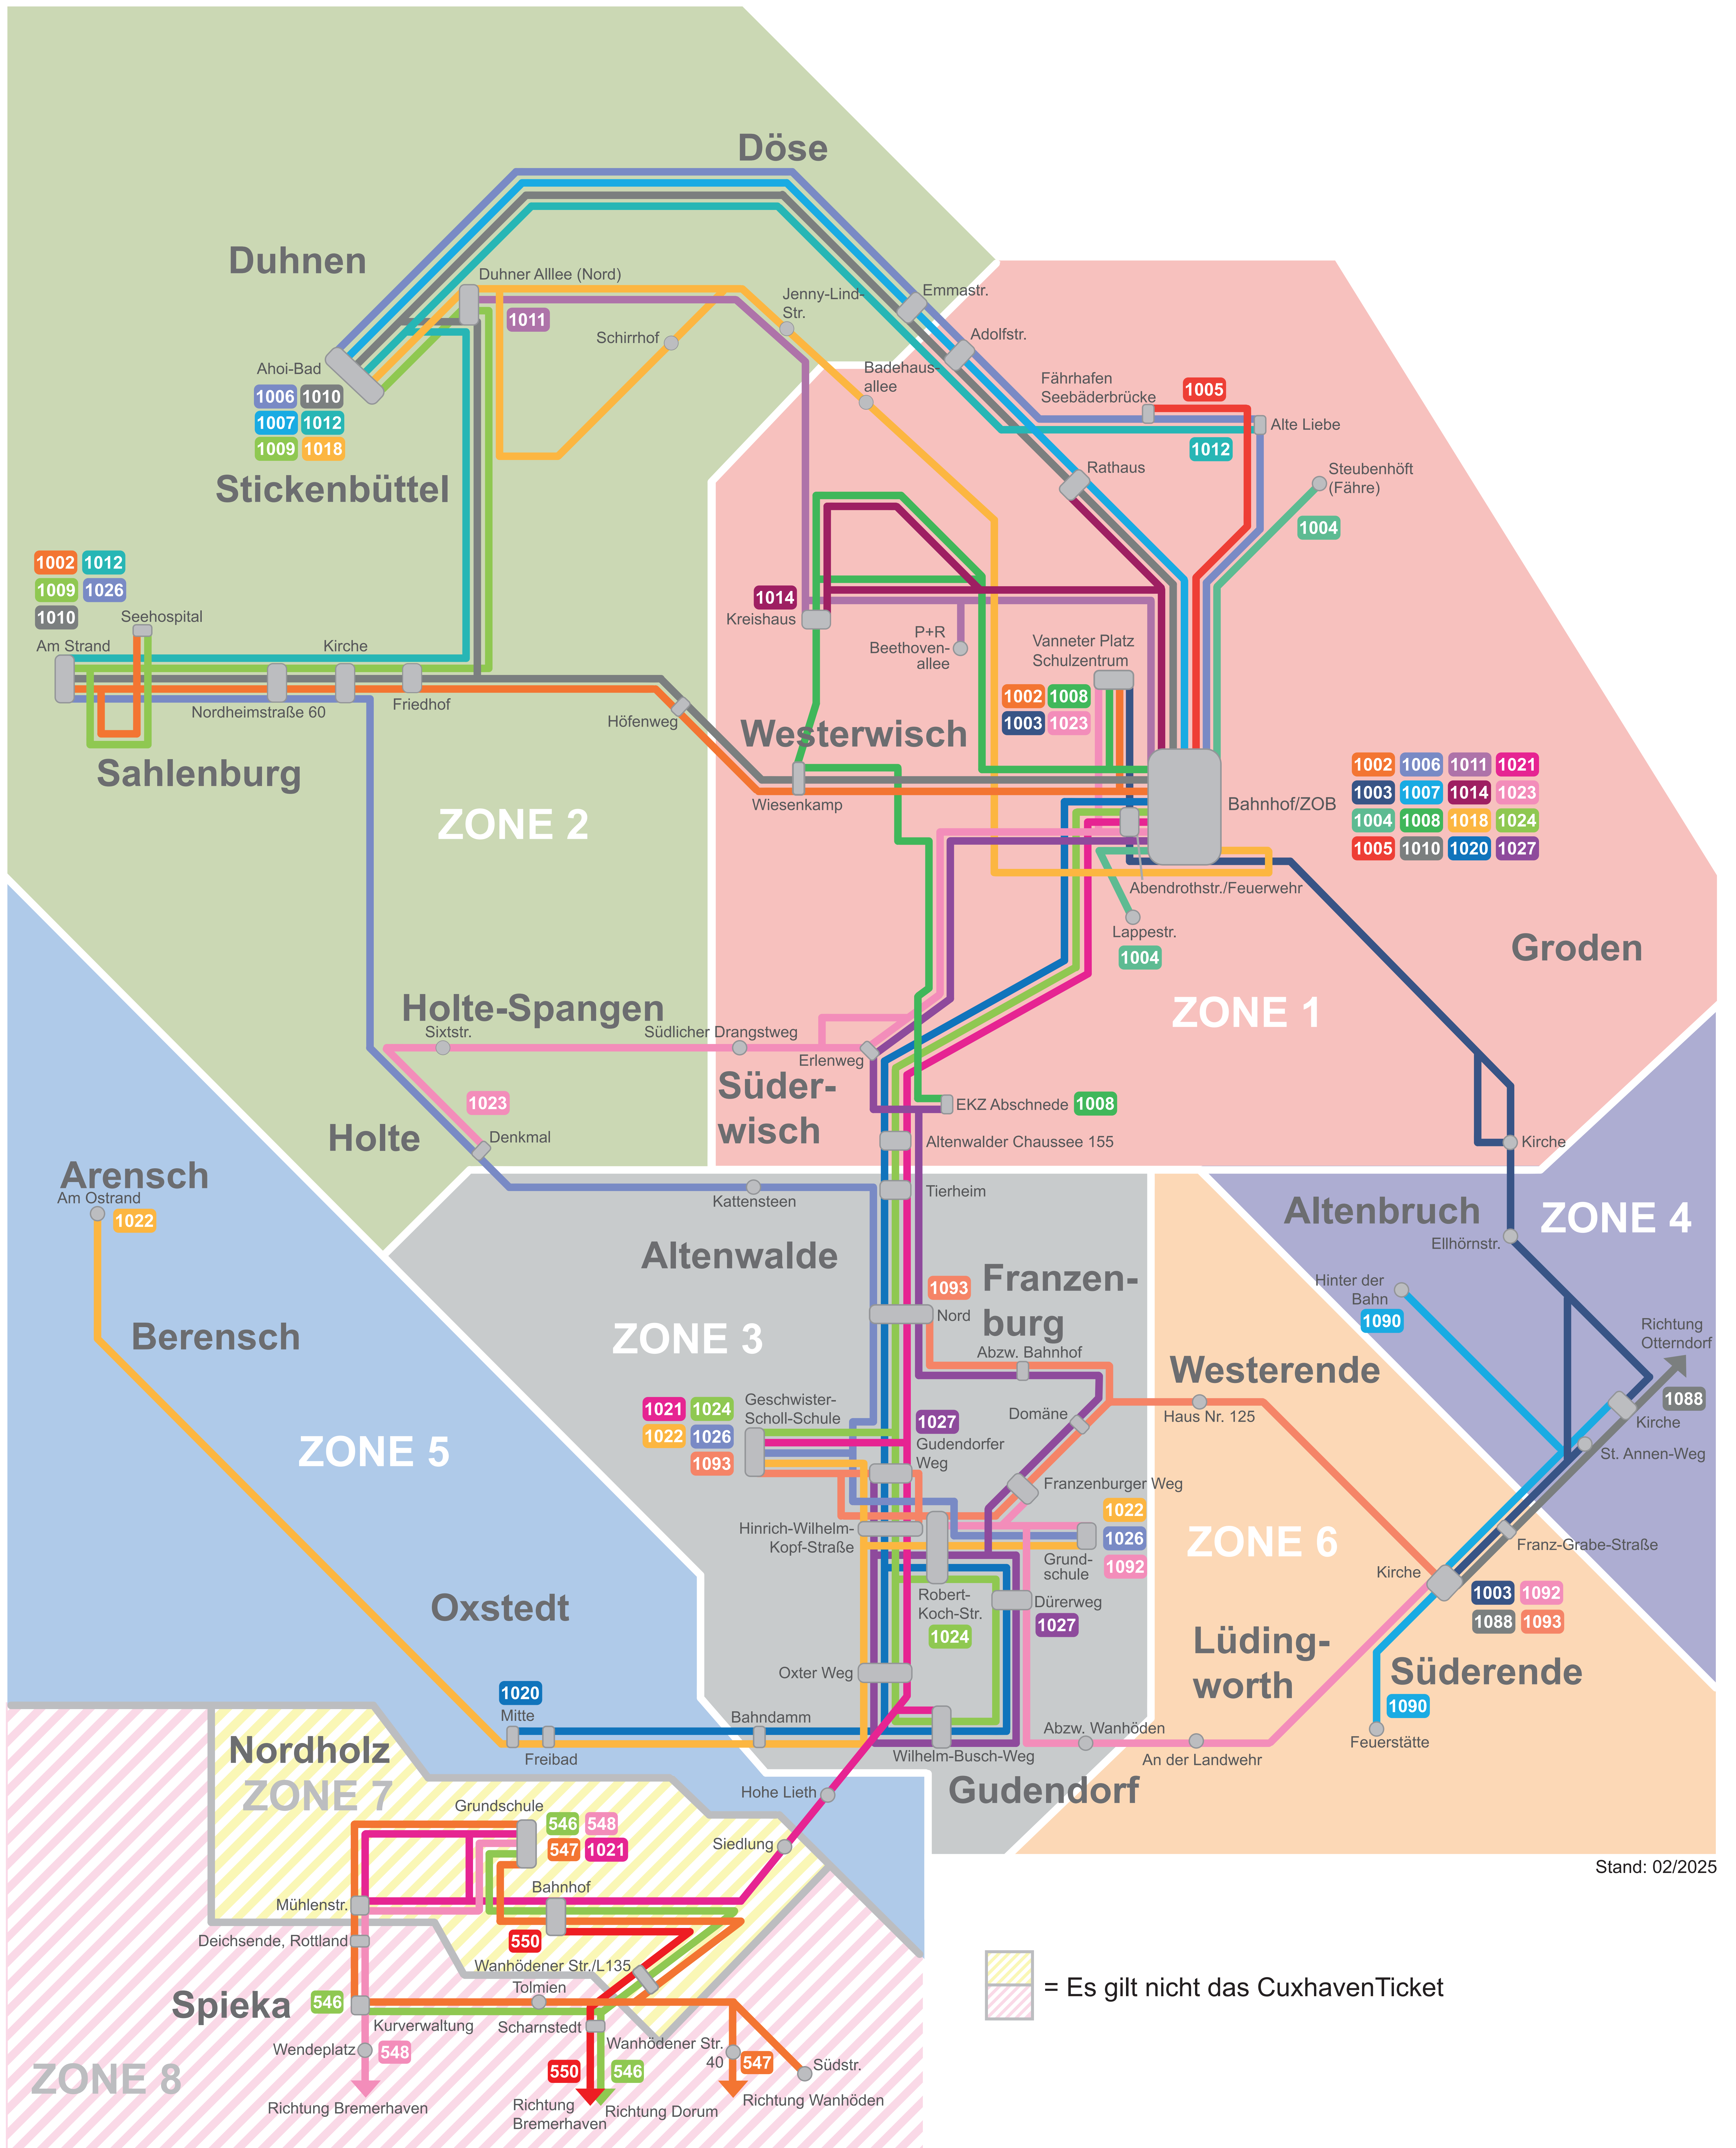 Döse
Duhnen
Duhner Alllee (Nord)
1011
Jenny-Lind-
Str.
Emmastr.
Schirrhof
Adolfstr.
Badehaus-
allee
Ahoi-Bad
1006 1010
1007 1012
1009 1018
Fährhafen
Seebäderbrücke
1005
Alte Liebe
1012
Stickenbüttel
Rathaus
Steubenhöft
(Fähre)
1004
1002 1012
1009 1026
1010
Seehospital
Am Strand
Kirche
Nordheimstraße 60
Friedhof
Höfenweg
Sahlenburg
1014
Kreishaus
P+R
Beethoven-
allee
Vanneter Platz
Schulzentrum
1002 1008
1003 1023
Westerwisch
Wiesenkamp
ZONE 2
Bahnhof/ZOB
1002 1006 1011 1021
1003 1007 1014 1023
1004 1008 1018 1024
1005 1010 1020 1027
Abendrothstr./Feuerwehr
Lappestr.
1004
Groden
ZONE 1
Holte-Spangen
Sixtstr.
Südlicher Drangstweg
Erlenweg
Süder-
wisch
1023
EKZ Abschnede
1008
Holte
Denkmal
Altenwalder Chaussee 155
Kirche
Arensch
Am Ostrand
1022
Kattensteen
Tierheim
Altenbruch
ZONE 4
Ellhörnstr.
Altenwalde
Franzen-
burg
1093
Nord
Hinter der
Bahn
1090
Berensch
ZONE 3
Abzw. Bahnhof
Richtung
Otterndorf
Westerende
1088
Geschwister-
Scholl-Schule
1021 1024
1022 1026
1093
1027
Gudendorfer
Weg
Domäne
Haus Nr. 125
Kirche
St. Annen-Weg
ZONE 5
Franzenburger Weg
1022
1026
1092
Hinrich-Wilhelm-
Kopf-Straße
Grund-
schule
ZONE 6
Franz-Grabe-Straße
Kirche
1003 1092
1088 1093
Oxstedt
Robert-
Koch-Str.
1024
Dürerweg
1027
Lüding-
worth
Süderende
1090
Oxter Weg
1020
Mitte
Freibad
Bahndamm
Wilhelm-Busch-Weg
Abzw. Wanhöden
An der Landwehr
Feuerstätte
Nordholz
ZONE 7
Hohe Lieth
Gudendorf
Grundschule
546 548
547 1021
Siedlung
Stand: 02/2025
Mühlenstr.
Bahnhof
Deichsende, Rottland
550
Wanhödener Str./L135
Tolmien
= Es gilt nicht das CuxhavenTicket
Spieka
546
Kurverwaltung
Scharnstedt
Wendeplatz
548
Wanhödener Str.
40
547
Südstr.
ZONE 8
550
546
Richtung Bremerhaven
Richtung
Bremerhaven
Richtung Dorum
Richtung Wanhöden